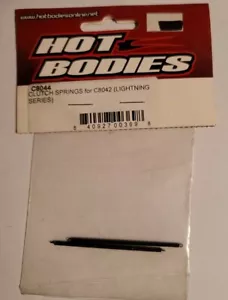 www.hotbodiesonline.net
HOT
BODIES
C8044
CLUTCH SPRINGS for C8042 (LIGHTNING
SERIES)